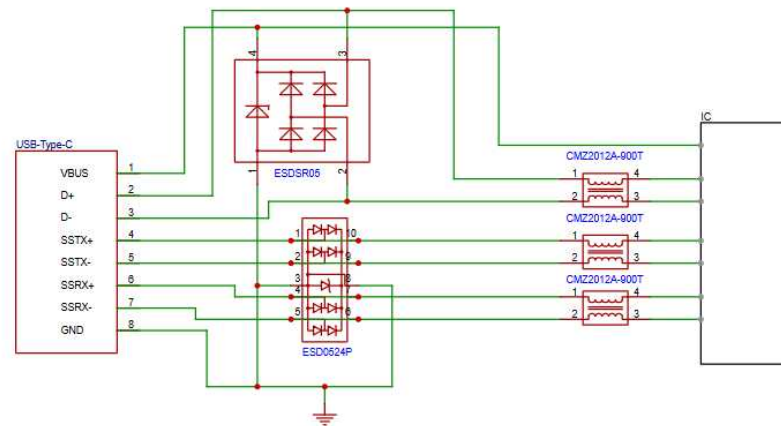 4 3
IC
USB-Type-C
CMZ2012A-900T
1 2
ESDSR05
1 4
2 3
VBUS 1
D+ 2
D- 3
CMZ2012A-900T
SSTX+ 4
1 10
1 4
SSTX- 5
2 9
2 3
CMZ2012A-900T
SSRX+ 6
3 8
4 7
1 4
SSRX- 7
5 6
2 3
GND 8
ESD0524P